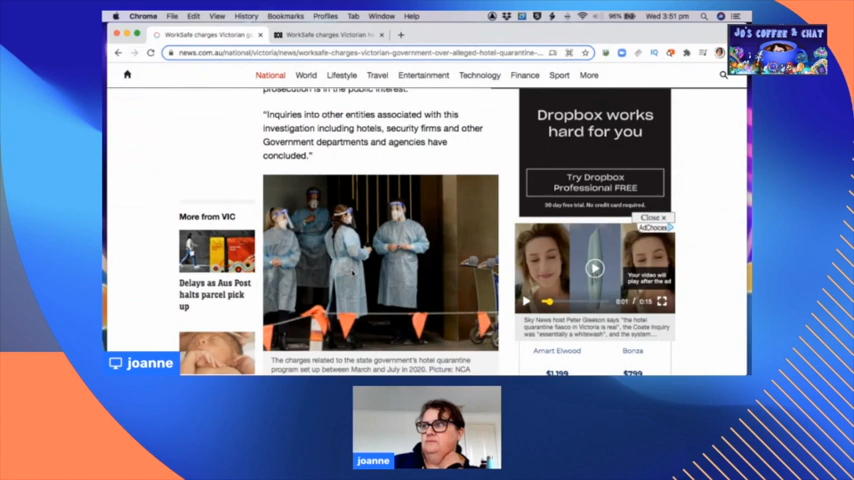 Chrome File Edit View History Bookmarks Profiles Tab Window Help 96% Wed 3:51 pm
WorkSafe charges Victorian go
WorkSafe charges Victorian h
news.com.au/national/victoria/news/worksafe-charges-victorian-government-over-alleged-hotel-quarantine-...
JO'S COFFEE & CHAT
National World Lifestyle Travel Entertainment Technology Finance Sport More
prosecution is in the public interest.
“Inquiries into other entities associated with this
investigation including hotels, security firms and other
Government departments and agencies have
concluded.”
More from VIC
Delays as Aus Post
halts parcel pick
up
The charges related to the state government's hotel quarantine
program set up between March and July in 2020. Picture: NCA
Dropbox works
hard for you
Try Dropbox
Professional FREE
30 day free trial. No credit card required.
Close ×
AdChoices
Your video will
play after the ad
0:01 / 0:15
Sky News host Peter Gleeson says "the hotel
quarantine fiasco in Victoria is real", the Coate Inquiry
was "essentially a whitewash", and the system...
Amart Elwood Bonza
$1,199 $799
joanne
joanne